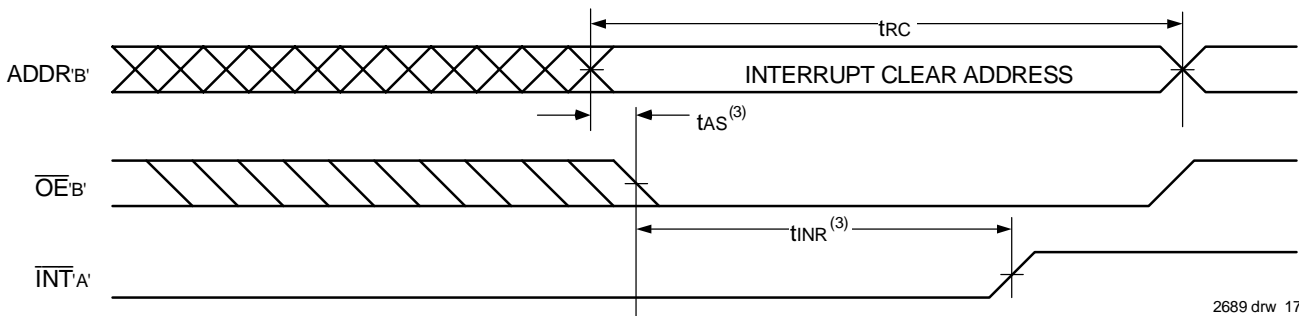 tRC
ADDR'B'
INTERRUPT CLEAR ADDRESS
tAS(3)
OE'B'
tINR(3)
INT'A'
2689 drw 17